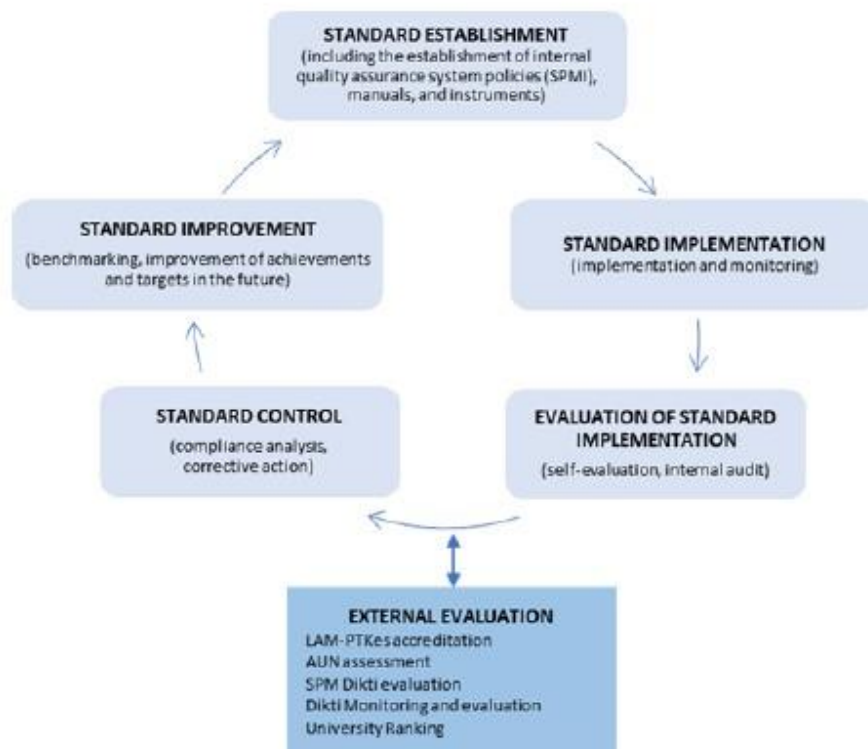 STANDARD ESTABLISHMENT
(including the establishment of internal
quality assurance system policies (SPMI),
manuals, and instruments)
STANDARD IMPROVEMENT
(benchmarking, improvement of achievements
and targets in the future)
STANDARD IMPLEMENTATION
(implementation and monitoring)
STANDARD CONTROL
(compliance analysis,
corrective action)
EVALUATION OF STANDARD
IMPLEMENTATION
(self-evaluation, internal audit)
EXTERNAL EVALUATION
LAM-PTKes accreditation
AUN assessment
SPM Dikti evaluation
Dikti Monitoring and evaluation
University Ranking